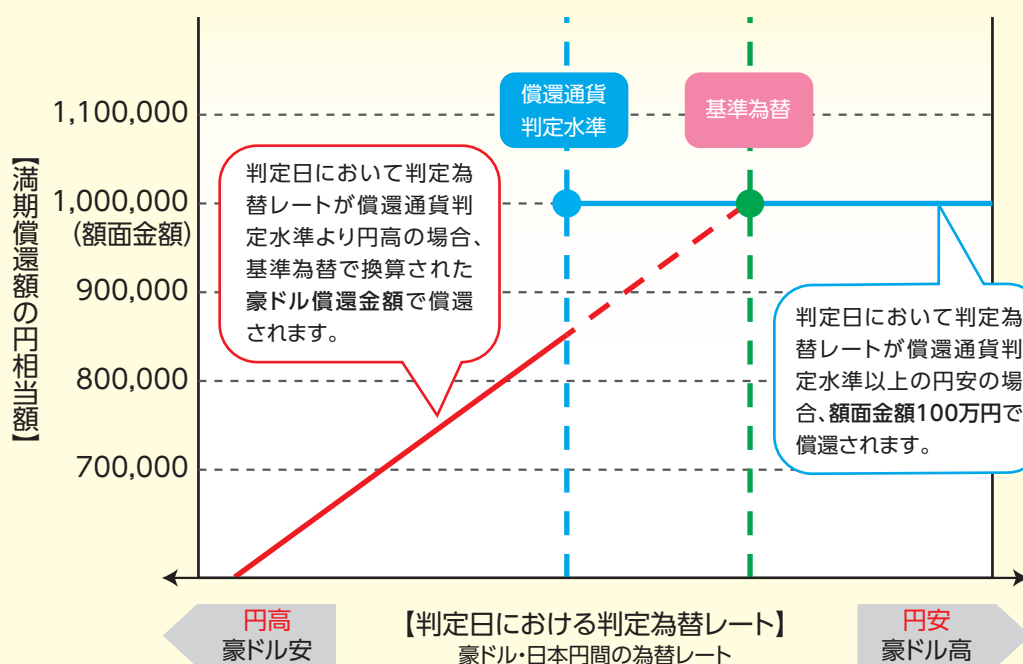 【満期償還額の円相当額】
1,100,000
1,000,000
(額面金額)
900,000
800,000
700,000
償還通貨
判定水準
基準為替
判定日において判定為
替レートが償還通貨判
定水準より円高の場合、
基準為替で換算された
豪ドル償還金額で償還
されます。
判定日において判定為
替レートが償還通貨判
定水準以上の円安の場
合、額面金額100万円で
償還されます。
円高
豪ドル安
【判定日における判定為替レート】
豪ドル・日本円間の為替レート
円安
豪ドル高